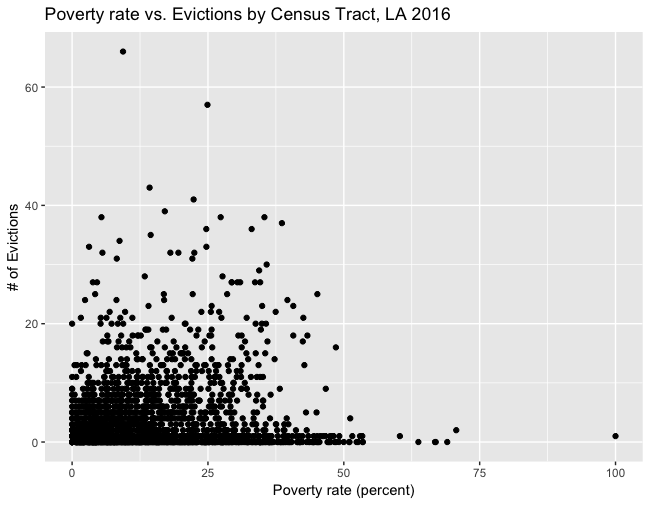 Poverty rate vs. Evictions by Census Tract, LA 2016
60
40
20
0
# of Evictions
0 25 50 75 100
Poverty rate (percent)